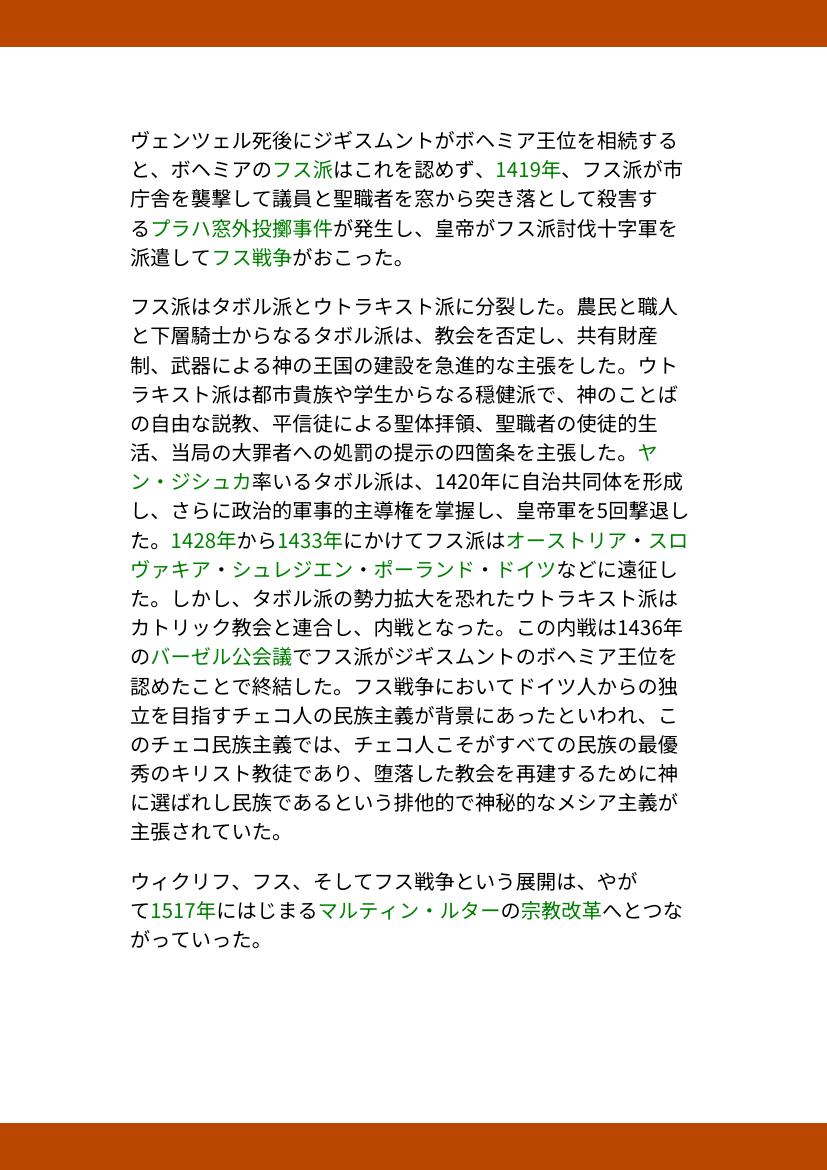 ヴェンツェル死後にジギスムントがボヘミア王位を相続する
と、ボヘミアのフス派はこれを認めず、1419年、フス派が市
庁舎を襲撃して議員と聖職者を窓から突き落として殺害す
るプラハ窓外投擲事件が発生し、皇帝がフス派討伐十字軍を
派遣してフス戦争がおこった。
フス派はタボル派とウトラキスト派に分裂した。農民と職人
と下層騎士からなるタボル派は、教会を否定し、共有財産
制、武器による神の王国の建設を急進的な主張をした。ウト
ラキスト派は都市貴族や学生からなる穏健派で、神のことば
の自由な説教、平信徒による聖体拝領、聖職者の使徒的生
活、当局の大罪者への処罰の提示の四箇条を主張した。ヤ
ン・ジシュカ率いるタボル派は、1420年に自治共同体を形成
し、さらに政治的軍事的主導権を掌握し、皇帝軍を5回撃退し
た。1428年から1433年にかけてフス派はオーストリア・スロ
ヴァキア・シュレジエン・ポーランド・ドイツなどに遠征し
た。しかし、タボル派の勢力拡大を恐れたウトラキスト派は
カトリック教会と連合し、内戦となった。この内戦は1436年
のバーゼル公会議でフス派がジギスムントのボヘミア王位を
認めたことで終結した。フス戦争においてドイツ人からの独
立を目指すチェコ人の民族主義が背景にあったといわれ、こ
のチェコ民族主義では、チェコ人こそがすべての民族の最優
秀のキリスト教徒であり、堕落した教会を再建するために神
に選ばれし民族であるという排他的で神秘的なメシア主義が
主張されていた。
ウィクリフ、フス、そしてフス戦争という展開は、やが
て1517年にはじまるマルティン・ルターの宗教改革へとつな
がっていった。